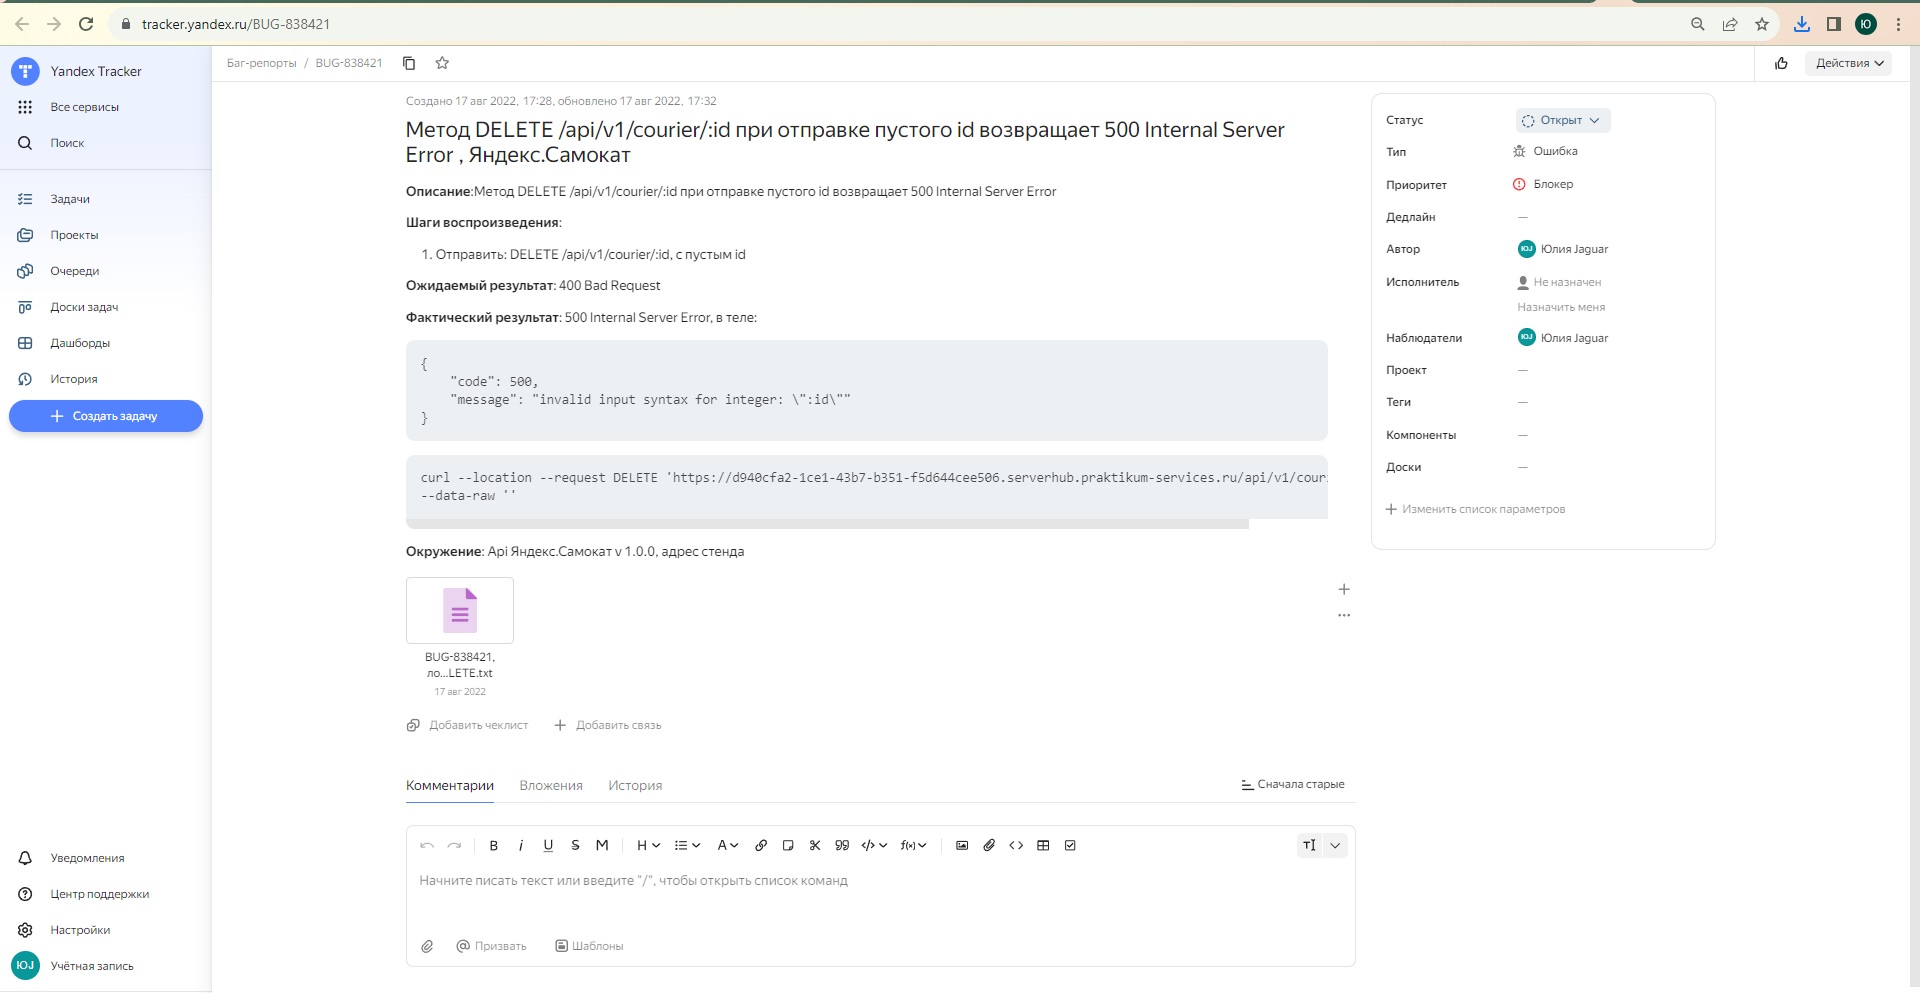 tracker.yandex.ru/BUG-838421
Ю
Yandex Tracker
Все сервисы
Поиск
Задачи
Проекты
Очереди
Доски задач
Дашборды
История
Создать задачу
Уведомления
Центр поддержки
Настройки
ЮJ Учётная запись
Баг-репорты / BUG-838421
Действия
Создано 17 авг 2022, 17:28, обновлено 17 авг 2022, 17:32
Метод DELETE /api/v1/courier/:id при отправке пустого id возвращает 500 Internal Server
Error , Яндекс.Самокат
Описание:Метод DELETE /api/v1/courier/:id при отправке пустого id возвращает 500 Internal Server Error
Шаги воспроизведения:
1. Отправить: DELETE /api/v1/courier/:id, с пустым id
Ожидаемый результат: 400 Bad Request
Фактический результат: 500 Internal Server Error, в теле:
{
"code": 500,
"message": "invalid input syntax for integer: \":id\""
}
curl --location --request DELETE 'https://d940cfa2-1ce1-43b7-b351-f5d644cee506.serverhub.praktikum-services.ru/api/v1/cour
--data-raw ''
Окружение: Api Яндекс.Самокат v 1.0.0, адрес стенда
BUG-838421,
ло...LETE.txt
17 авг 2022
Добавить чеклист
Добавить связь
Комментарии
Вложения
История
Сначала старые
B i U S M H A </> f(x) <> TI
Начните писать текст или введите "/", чтобы открыть список команд
@ Призвать
Шаблоны
Статус Открыт
Тип Ошибка
Приоритет Блокер
Дедлайн —
Автор ЮJ Юлия Jaguar
Исполнитель Не назначен
Назначить меня
Наблюдатели ЮJ Юлия Jaguar
Проект —
Теги —
Компоненты —
Доски —
Изменить список параметров